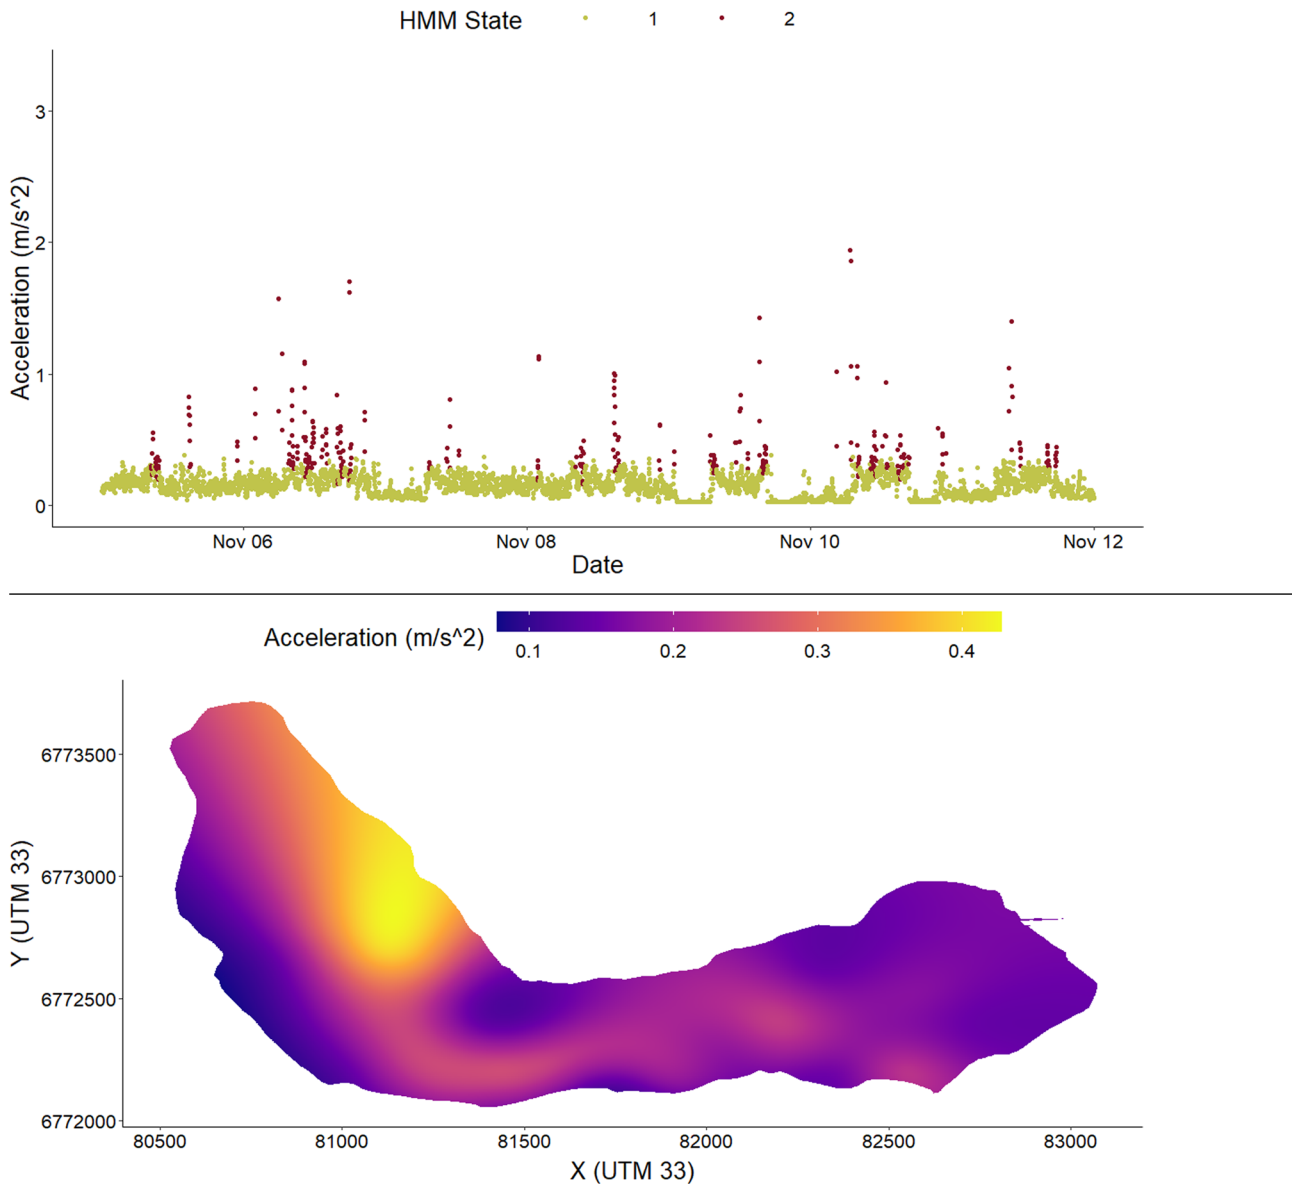 HMM State 1 2
Acceleration (m/s^2)
3
2
1
0
Nov 06 Nov 08 Nov 10 Nov 12
Date
Acceleration (m/s^2)
0.1 0.2 0.3 0.4
Y (UTM 33)
6773500
6773000
6772500
6772000
80500 81000 81500 82000 82500 83000
X (UTM 33)